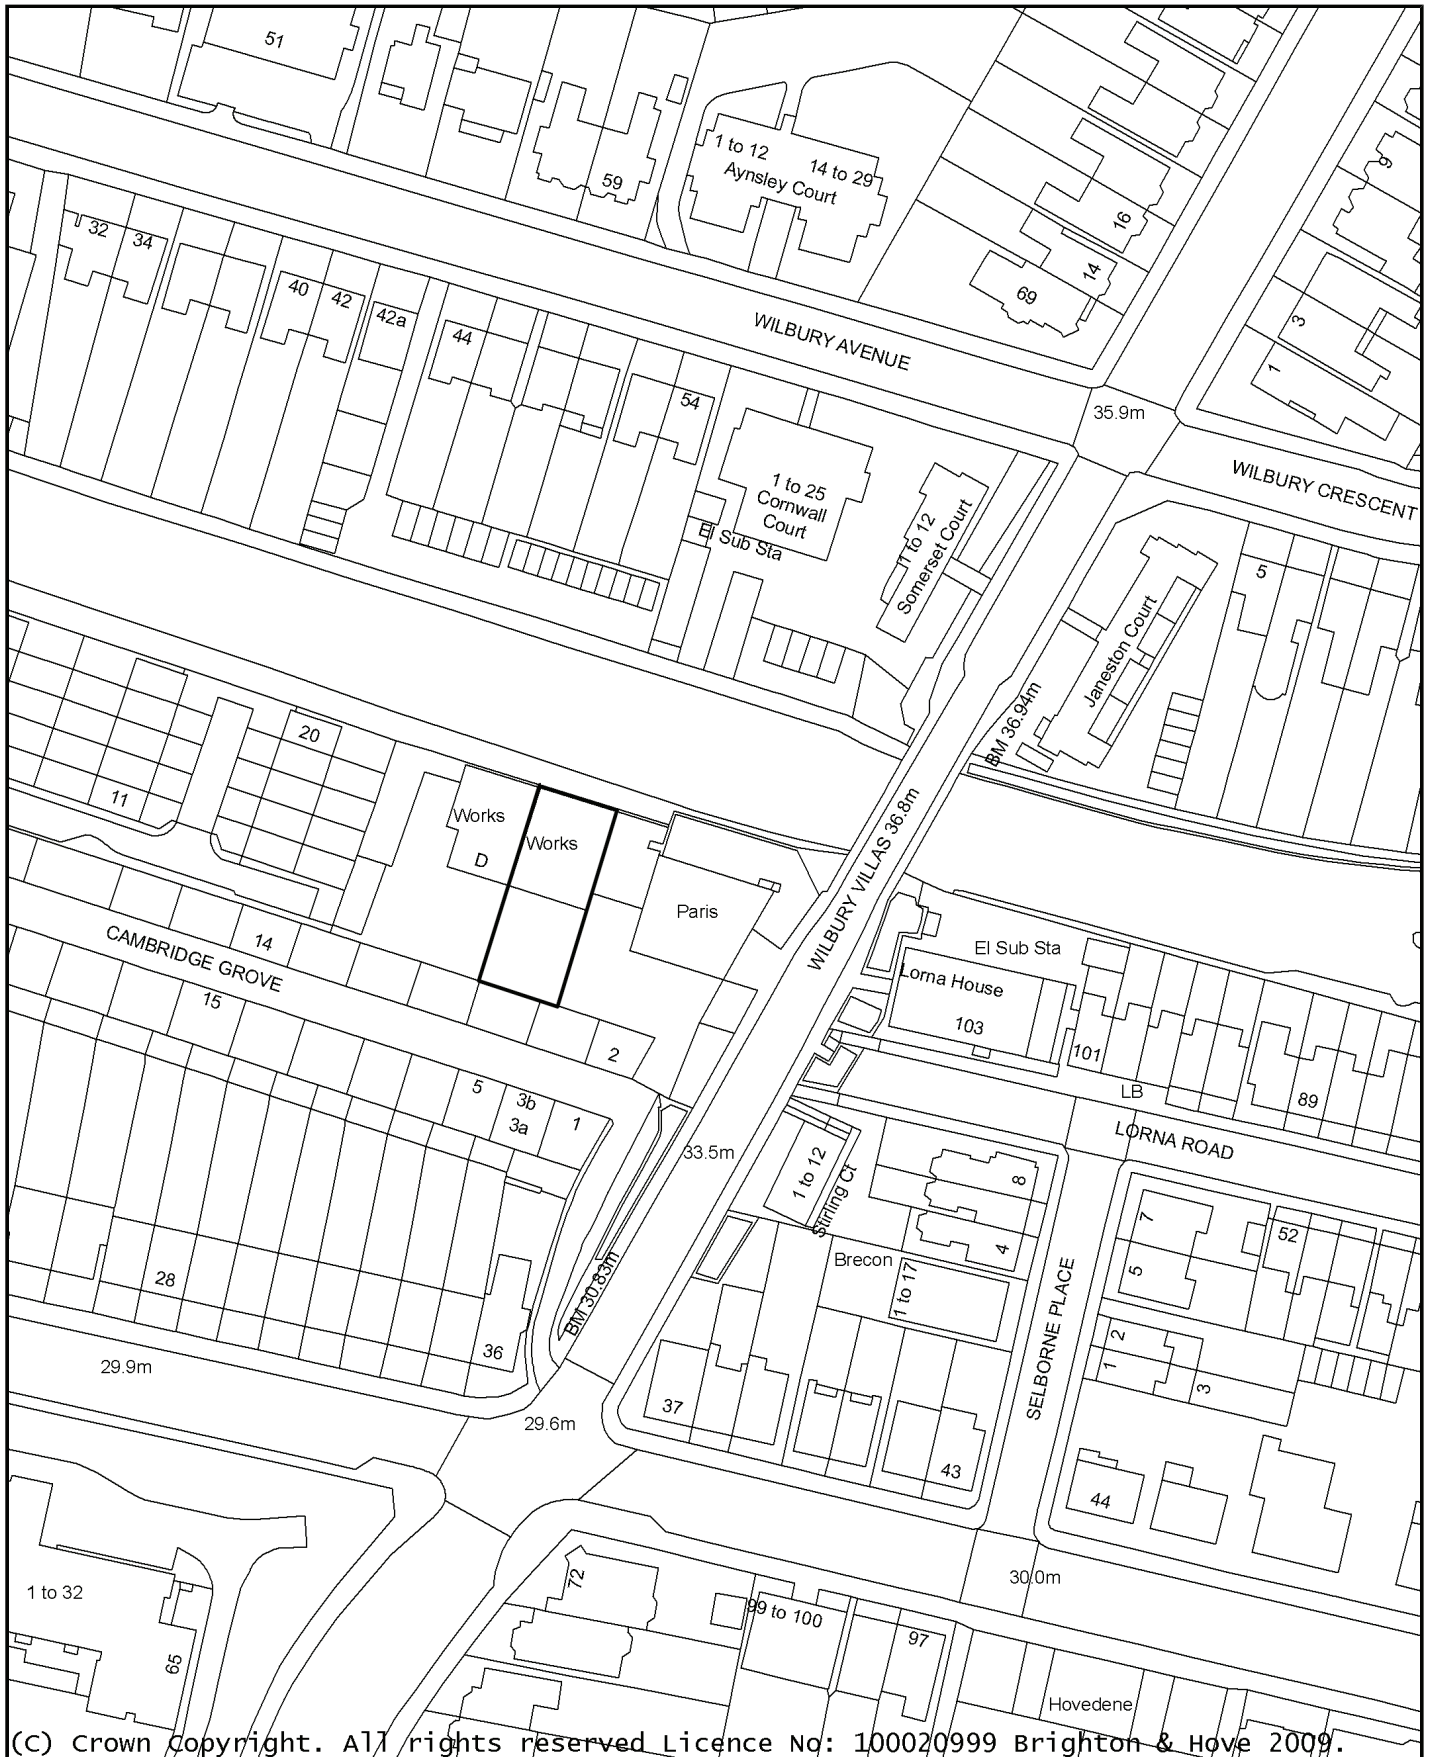 51
1 to 12
14 to 29
Aynsley Court
59
9
16
14
69
32
34
40
42
42a
44
54
3
1
WILBURY AVENUE
35.9m
WILBURY CRESCENT
1 to 25
Cornwall
Court
El Sub Sta
1 to 12
Somerset Court
5
Janeston Court
BM 36.94m
20
11
Works
Works
D
Paris
WILBURY VILLAS 36.8m
14
CAMBRIDGE GROVE
15
El Sub Sta
Lorna House
103
101
LB
89
2
5
3b
3a
1
33.5m
LORNA ROAD
1 to 12
Stirling Ct
8
4
Brecon
1 to 17
7
5
52
SELBORNE PLACE
28
BM 30.83m
36
2
1
3
29.9m
29.6m
37
43
44
1 to 32
65
72
30.0m
99 to 100
97
Hovedene
(C) Crown Copyright. All rights reserved Licence No: 100020999 Brighton & Hove 2009.